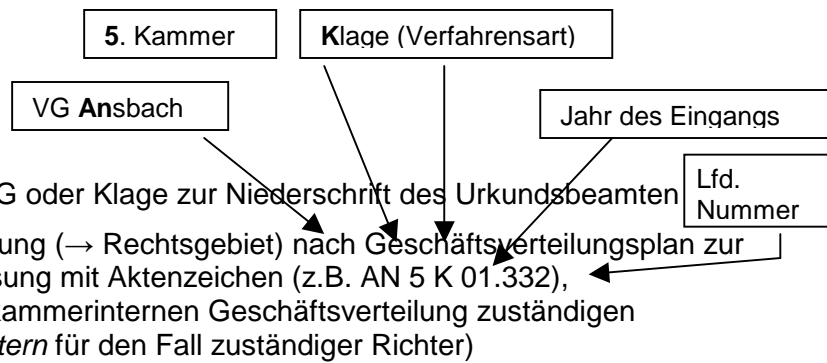 5. Kammer
Klage (Verfahrensart)
VG Ansbach
Jahr des Eingangs
G oder Klage zur Niederschrift des Urkundsbeamten
Lfd.
Nummer
ung (→ Rechtsgebiet) nach Geschäftsverteilungsplan zur
sung mit Aktenzeichen (z.B. AN 5 K 01.332),
kammerinternen Geschäftsverteilung zuständigen
tern für den Fall zuständiger Richter)